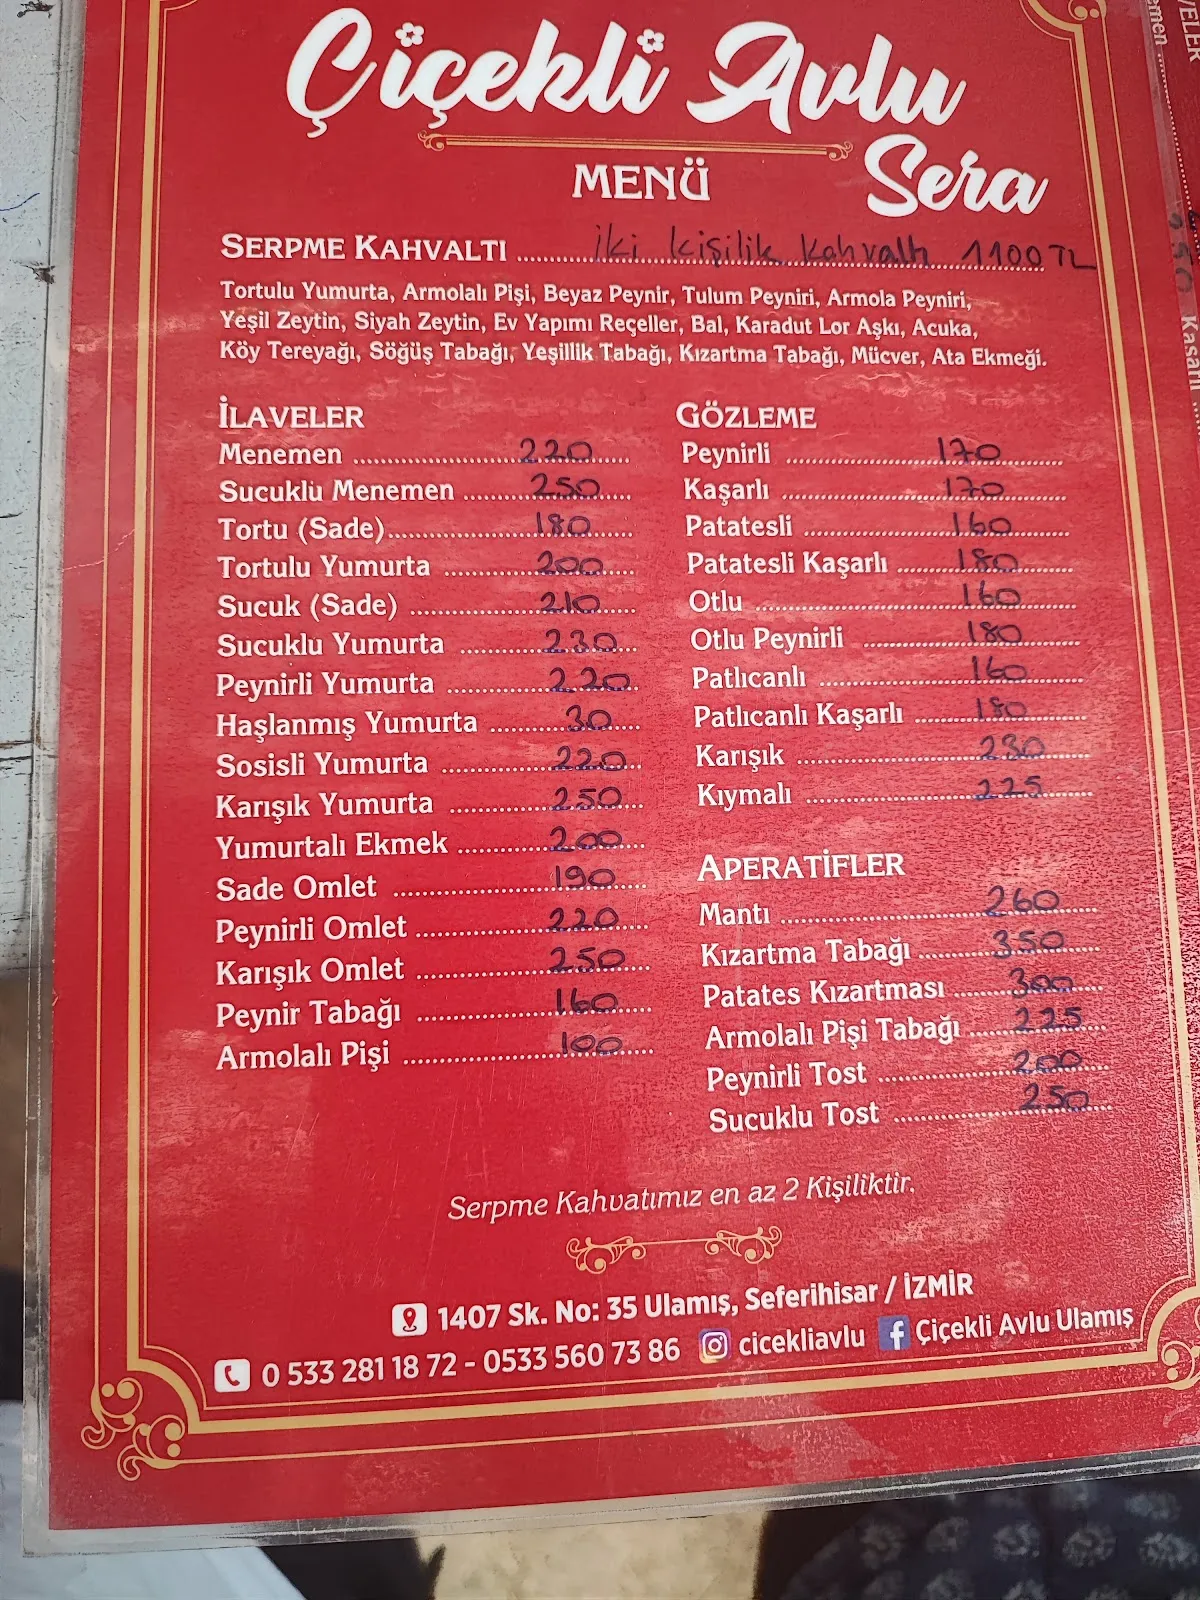 Çiçekli Avlu
Sera
MENÜ
SERPME KAHVALTI ........ iki kişilik kahvaltı 1100 TL
Tortulu Yumurta, Armolalı Pişi, Beyaz Peynir, Tulum Peyniri, Armola Peyniri,
Yeşil Zeytin, Siyah Zeytin, Ev Yapımı Reçeller, Bal, Karadut Lor Aşkı, Acuka,
Köy Tereyağı, Söğüş Tabağı, Yeşillik Tabağı, Kızartma Tabağı, Mücver, Ata Ekmeği.
İLAVELER
Menemen ........ 220
Sucuklu Menemen ........ 250
Tortu (Sade) ........ 180
Tortulu Yumurta ........ 200
Sucuk (Sade) ........ 210
Sucuklu Yumurta ........ 230
Peynirli Yumurta ........ 220
Haşlanmış Yumurta ........ 30
Sosisli Yumurta ........ 220
Karışık Yumurta ........ 250
Yumurtalı Ekmek ........ 200
Sade Omlet ........ 190
Peynirli Omlet ........ 220
Karışık Omlet ........ 250
Peynir Tabağı ........ 160
Armolalı Pişi ........ 100
GÖZLEME
Peynirli ........ 170
Kaşarlı ........ 170
Patatesli ........ 160
Patatesli Kaşarlı ........ 180
Otlu ........ 160
Otlu Peynirli ........ 180
Patlıcanlı ........ 160
Patlıcanlı Kaşarlı ........ 180
Karışık ........ 230
Kıymalı ........ 225
APERATİFLER
Mantı ........ 260
Kızartma Tabağı ........ 350
Patates Kızartması ........ 300
Armolalı Pişi Tabağı ........ 225
Peynirli Tost ........ 200
Sucuklu Tost ........ 250
Serpme Kahvatımız en az 2 Kişiliktir.
1407 Sk. No: 35 Ulamış, Seferihisar / İZMİR
0 533 281 18 72 - 0533 560 73 86 cicekliavlu Çiçekli Avlu Ulamış